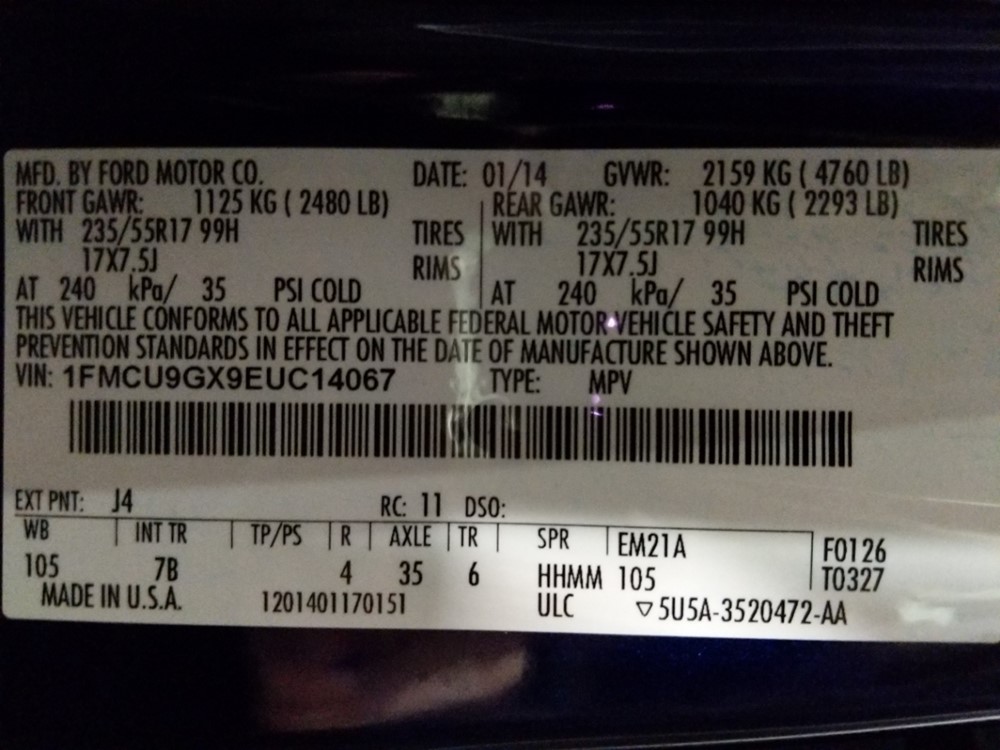 MFD. BY FORD MOTOR CO. DATE: 01/14 GVWR: 2159 KG ( 4760 LB)
FRONT GAWR: 1125 KG ( 2480 LB) REAR GAWR: 1040 KG ( 2293 LB)
WITH 235/55R17 99H TIRES WITH 235/55R17 99H TIRES
17X7.5J RIMS 17X7.5J RIMS
AT 240 kPa/ 35 PSI COLD AT 240 kPa/ 35 PSI COLD
THIS VEHICLE CONFORMS TO ALL APPLICABLE FEDERAL MOTOR VEHICLE SAFETY AND THEFT
PREVENTION STANDARDS IN EFFECT ON THE DATE OF MANUFACTURE SHOWN ABOVE.
VIN: 1FMCU9GX9EUC14067 TYPE: MPV
EXT PNT: J4 RC: 11 DSO:
WB INT TR TP/PS R AXLE TR SPR EM21A F0126
105 7B 4 35 6 HHMM 105 T0327
MADE IN U.S.A. 1201401170151 ULC ▽5U5A-3520472-AA